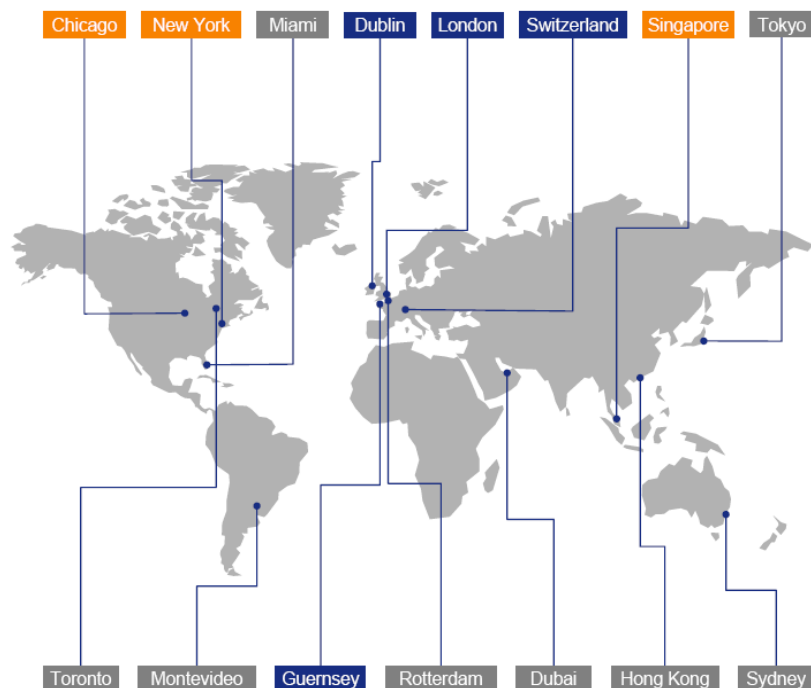 Chicago
New York
Miami
Dublin
London
Switzerland
Singapore
Tokyo
Toronto
Montevideo
Guernsey
Rotterdam
Dubai
Hong Kong
Sydney